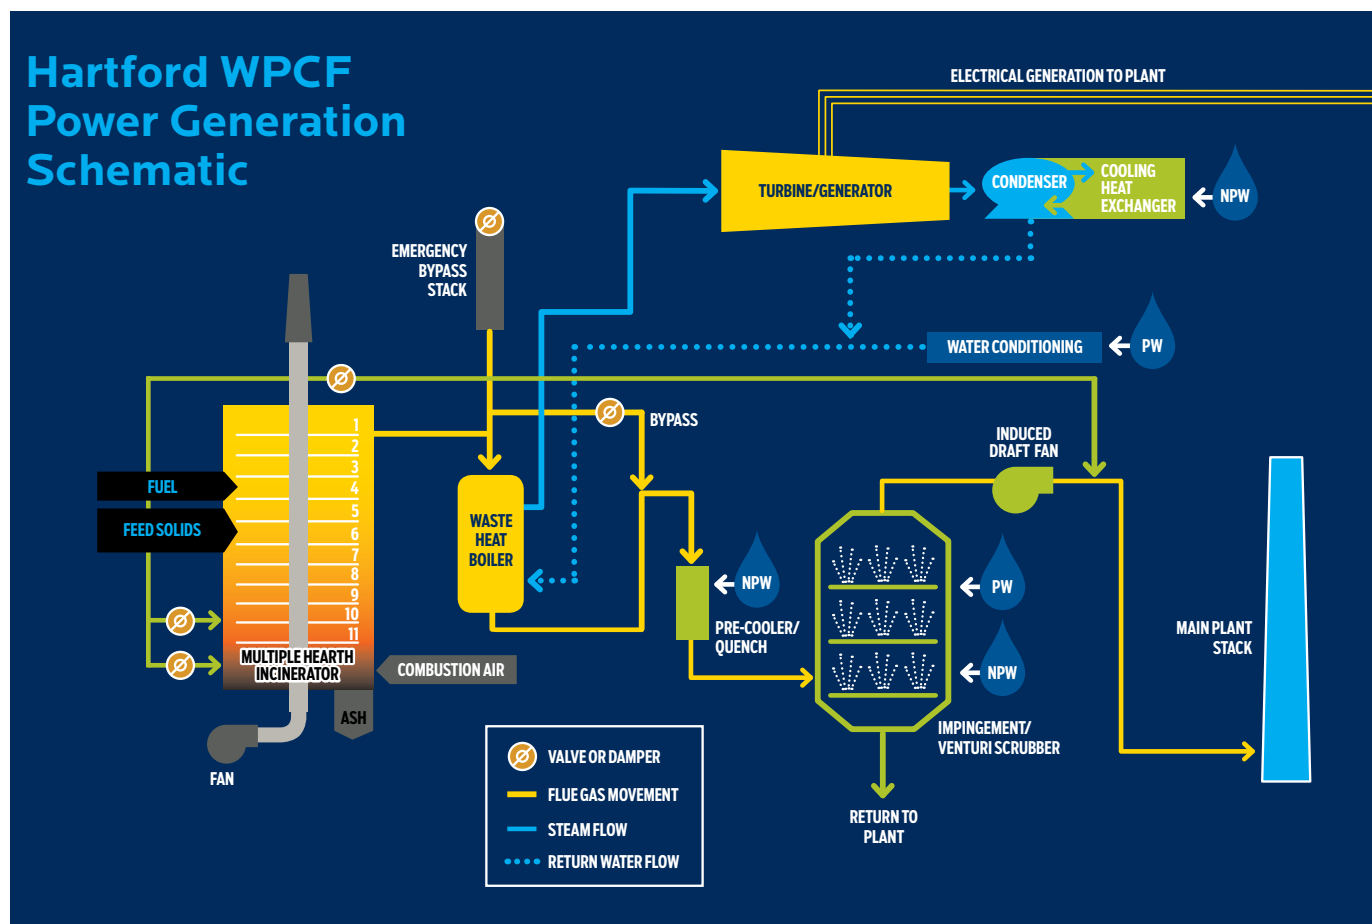 Hartford WPCF
Power Generation
Schematic
ELECTRICAL GENERATION TO PLANT
TURBINE/GENERATOR
CONDENSER
COOLING
HEAT
EXCHANGER
NPW
EMERGENCY
BYPASS
STACK
WATER CONDITIONING
PW
BYPASS
1
2
3
4
5
6
7
8
9
10
11
FUEL
FEED SOLIDS
MULTIPLE HEARTH
INCINERATOR
COMBUSTION AIR
ASH
FAN
WASTE
HEAT
BOILER
NPW
PRE-COOLER/
QUENCH
INDUCED
DRAFT FAN
PW
NPW
IMPINGEMENT/
VENTURI SCRUBBER
RETURN TO
PLANT
MAIN PLANT
STACK
VALVE OR DAMPER
FLUE GAS MOVEMENT
STEAM FLOW
RETURN WATER FLOW